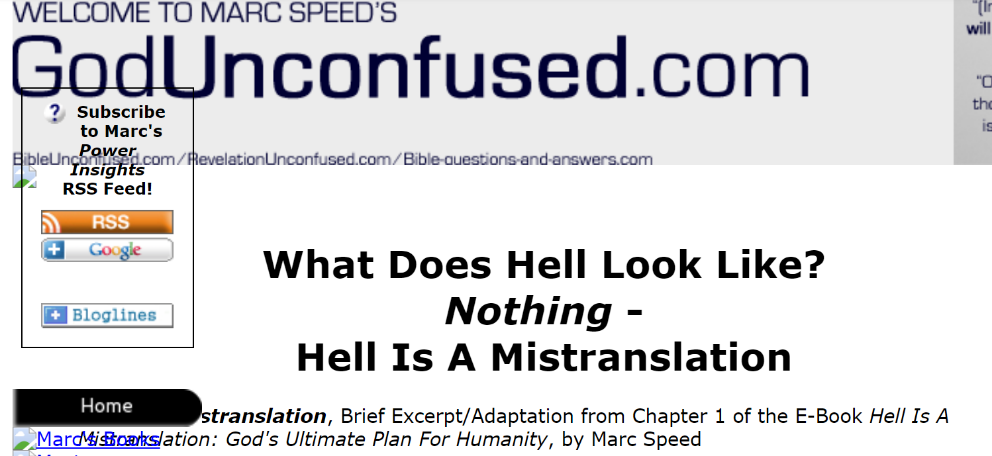 WELCOME TO MARC SPEED'S
GodUnconfused.com
BibleUnconfused.com/RevelationUnconfused.com/Bible-questions-and-answers.com
"(In
will
"O
the
is
Subscribe
to Marc's
Power
Insights
RSS Feed!
RSS
Google
Bloglines
What Does Hell Look Like?
Nothing -
Hell Is A Mistranslation
Home
stranslation, Brief Excerpt/Adaptation from Chapter 1 of the E-Book Hell Is A
Mistranslation: God's Ultimate Plan For Humanity, by Marc Speed
Marc's Books